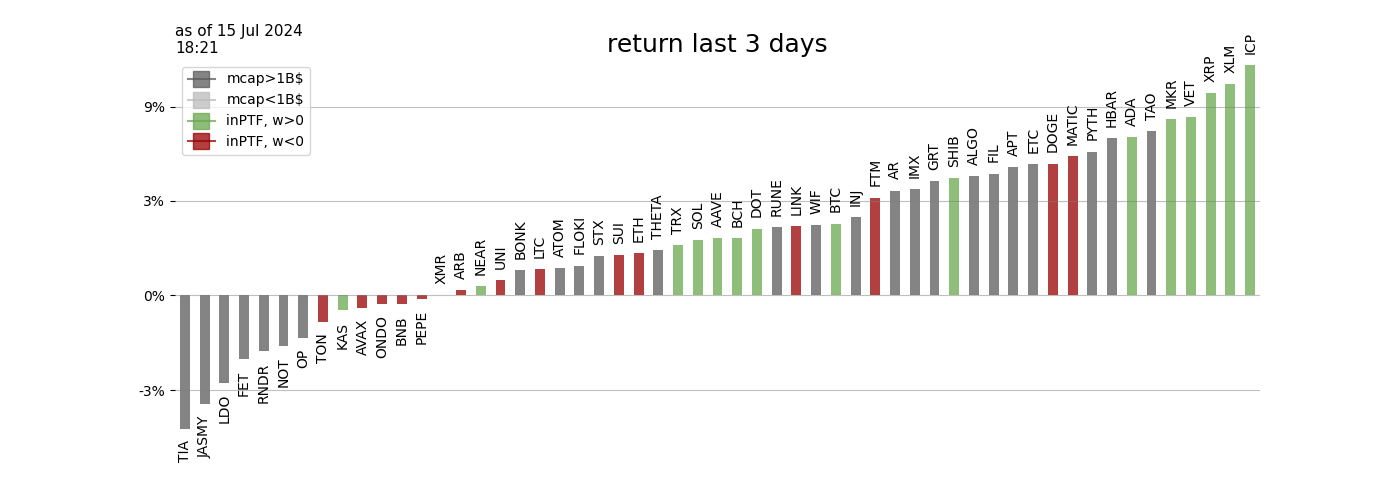 as of 15 Jul 2024
18:21
return last 3 days
mcap>1B$
mcap<1B$
inPTF, w>0
inPTF, w<0
9%
3%
0%
-3%
TIA
JASMY
LDO
FET
RNDR
NOT
OP
TON
KAS
AVAX
ONDO
BNB
PEPE
XMR
ARB
NEAR
UNI
BONK
LTC
ATOM
FLOKI
STX
SUI
ETH
THETA
TRX
SOL
AAVE
BCH
DOT
RUNE
LINK
WIF
BTC
INJ
FTM
AR
IMX
GRT
SHIB
ALGO
FIL
APT
ETC
DOGE
MATIC
PYTH
HBAR
ADA
TAO
MKR
VET
XRP
XLM
ICP